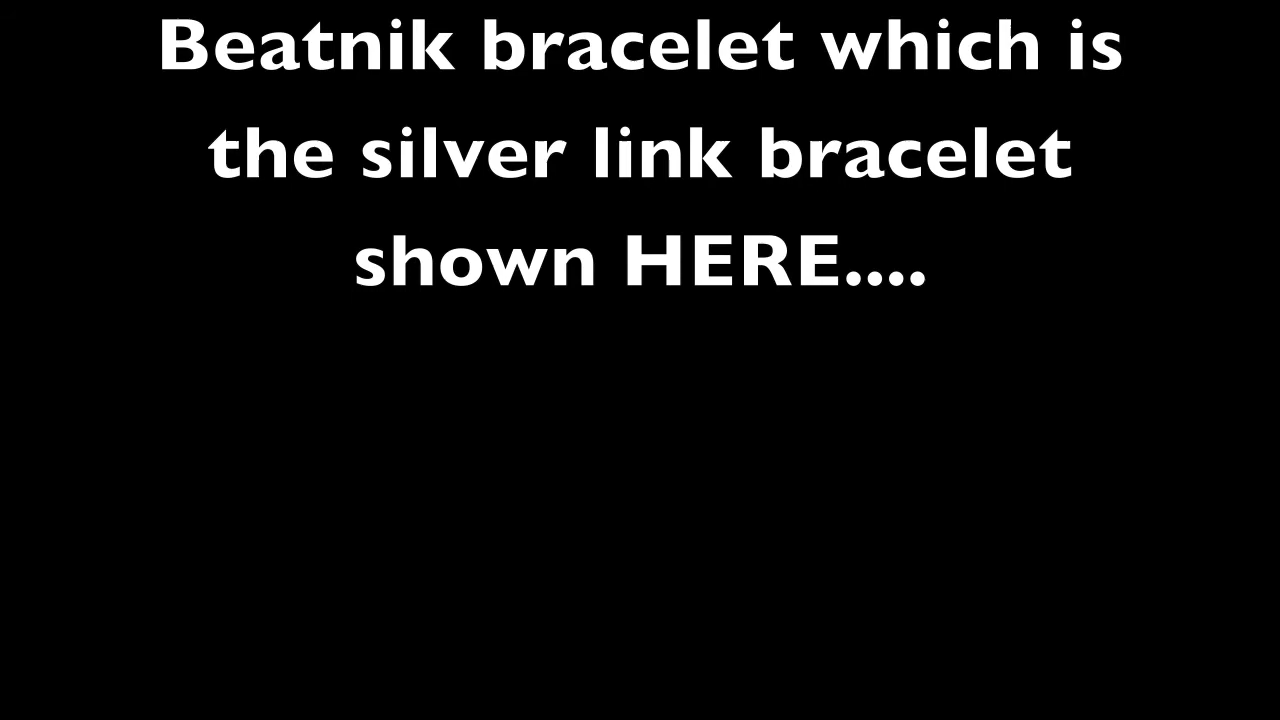 Beatnik bracelet which is
the silver link bracelet
shown HERE....